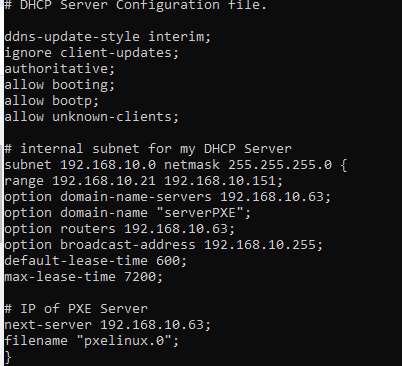 # DHCP Server Configuration file.
ddns-update-style interim;
ignore client-updates;
authoritative;
allow booting;
allow bootp;
allow unknown-clients;
# internal subnet for my DHCP Server
subnet 192.168.10.0 netmask 255.255.255.0 {
range 192.168.10.21 192.168.10.151;
option domain-name-servers 192.168.10.63;
option domain-name "serverPXE";
option routers 192.168.10.63;
option broadcast-address 192.168.10.255;
default-lease-time 600;
max-lease-time 7200;
# IP of PXE Server
next-server 192.168.10.63;
filename "pxelinux.0";
}